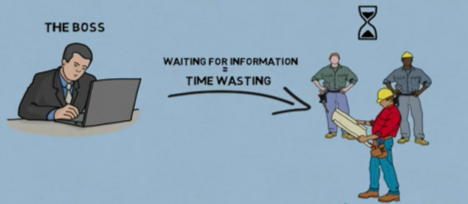 THE BOSS
WAITING FOR INFORMATION
=
TIME WASTING